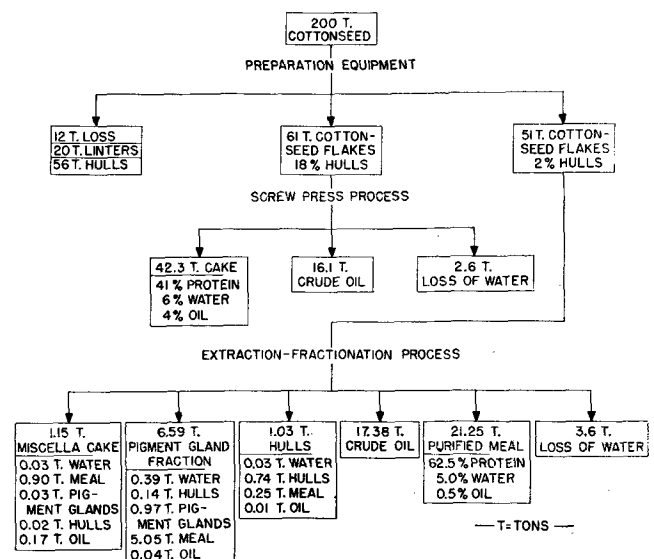 200 T.
COTTONSEED
PREPARATION EQUIPMENT
12 T. LOSS
20 T. LINTERS
56 T. HULLS
61 T. COTTON-
SEED FLAKES
18% HULLS
51 T. COTTON-
SEED FLAKES
2% HULLS
SCREW PRESS PROCESS
42.3 T. CAKE
41% PROTEIN
6% WATER
4% OIL
16.1 T.
CRUDE OIL
2.6 T.
LOSS OF WATER
EXTRACTION-FRACTIONATION PROCESS
1.15 T.
MISCELLA CAKE
0.03 T. WATER
0.90 T. MEAL
0.03 T. PIG-
MENT GLANDS
0.02 T. HULLS
0.17 T. OIL
6.59 T.
PIGMENT GLAND
FRACTION
0.39 T. WATER
0.14 T. HULLS
0.97 T. PIG-
MENT GLANDS
5.05 T. MEAL
0.04 T. OIL
1.03 T.
HULLS
0.03 T. WATER
0.74 T. HULLS
0.25 T. MEAL
0.01 T. OIL
17.38 T.
CRUDE OIL
21.25 T.
PURIFIED MEAL
62.5% PROTEIN
5.0% WATER
0.5% OIL
3.6 T.
LOSS OF WATER
—T=TONS—